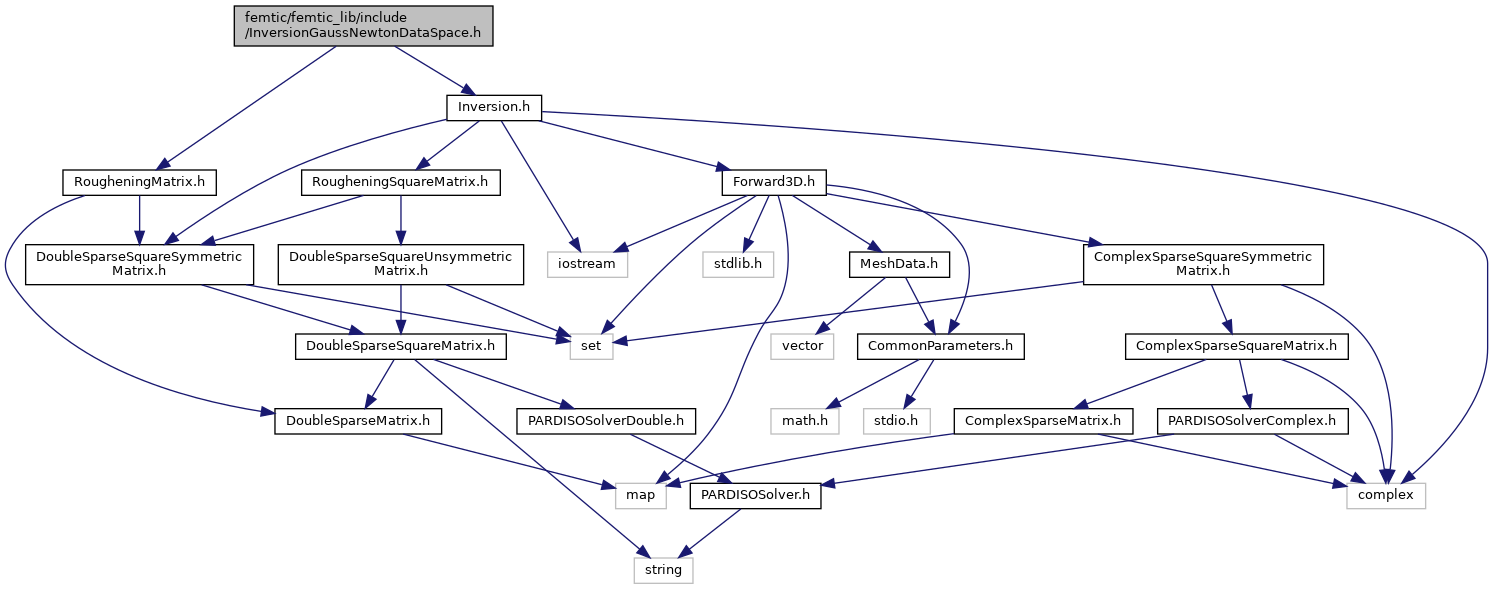 femtic/femtic_lib/include
/InversionGaussNewtonDataSpace.h
Inversion.h
RougheningMatrix.h
RougheningSquareMatrix.h
Forward3D.h
DoubleSparseSquareSymmetric
Matrix.h
DoubleSparseSquareUnsymmetric
Matrix.h
iostream
stdlib.h
MeshData.h
ComplexSparseSquareSymmetric
Matrix.h
DoubleSparseSquareMatrix.h
set
vector
CommonParameters.h
ComplexSparseSquareMatrix.h
DoubleSparseMatrix.h
PARDISOSolverDouble.h
math.h
stdio.h
ComplexSparseMatrix.h
PARDISOSolverComplex.h
map
PARDISOSolver.h
complex
string